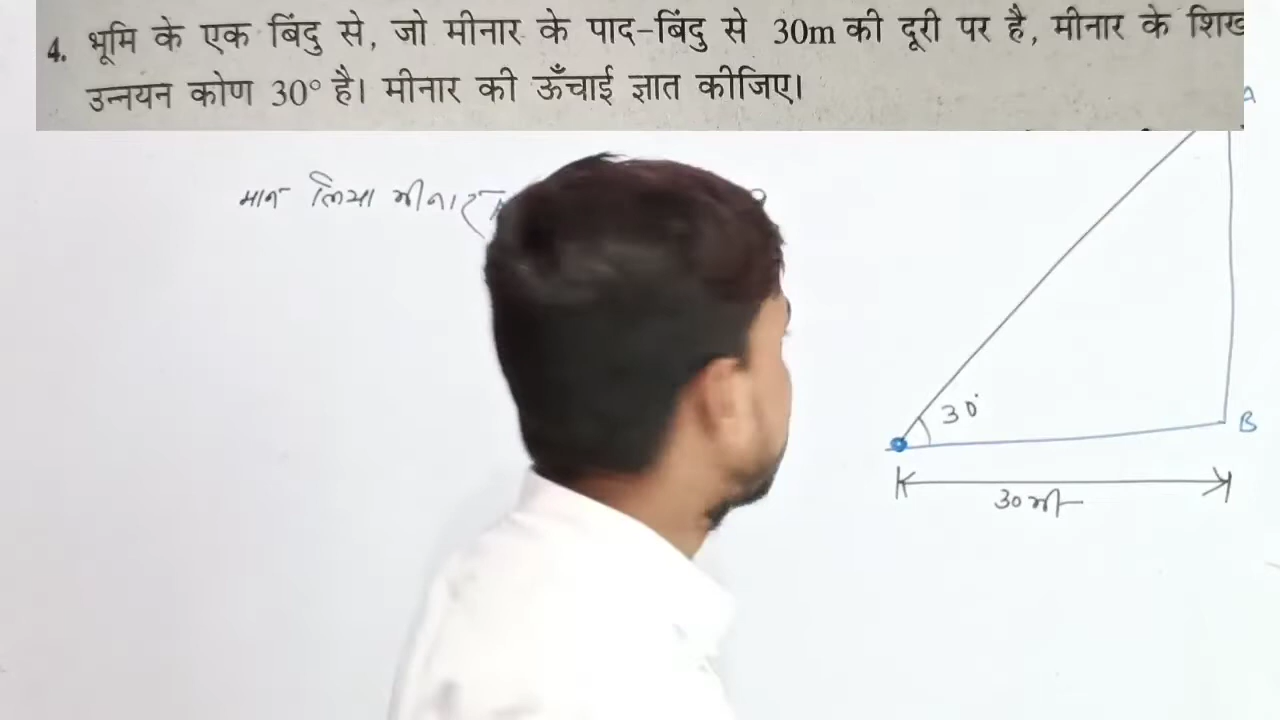 4. भूमि के एक बिंदु से, जो मीनार के पाद-बिंदु से 30m की दूरी पर है, मीनार के
उन्नयन कोण 30° है। मीनार की ऊँचाई ज्ञात कीजिए।
A
मान लिया मीनार
30°
B
30 मी